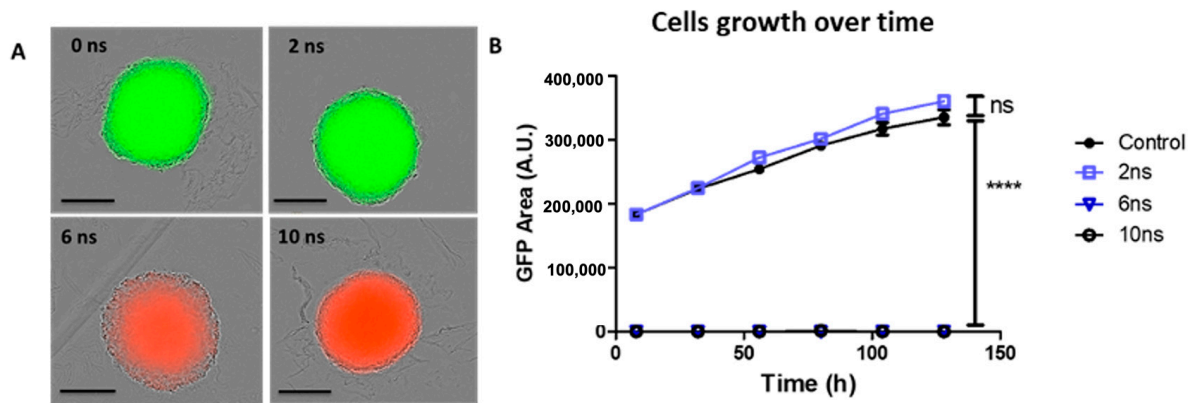 A
0 ns
2 ns
6 ns
10 ns
B
Cells growth over time
GFP Area (A.U.)
400,000
300,000
200,000
100,000
0
0
50
100
150
Time (h)
ns
****
Control
2ns
6ns
10ns